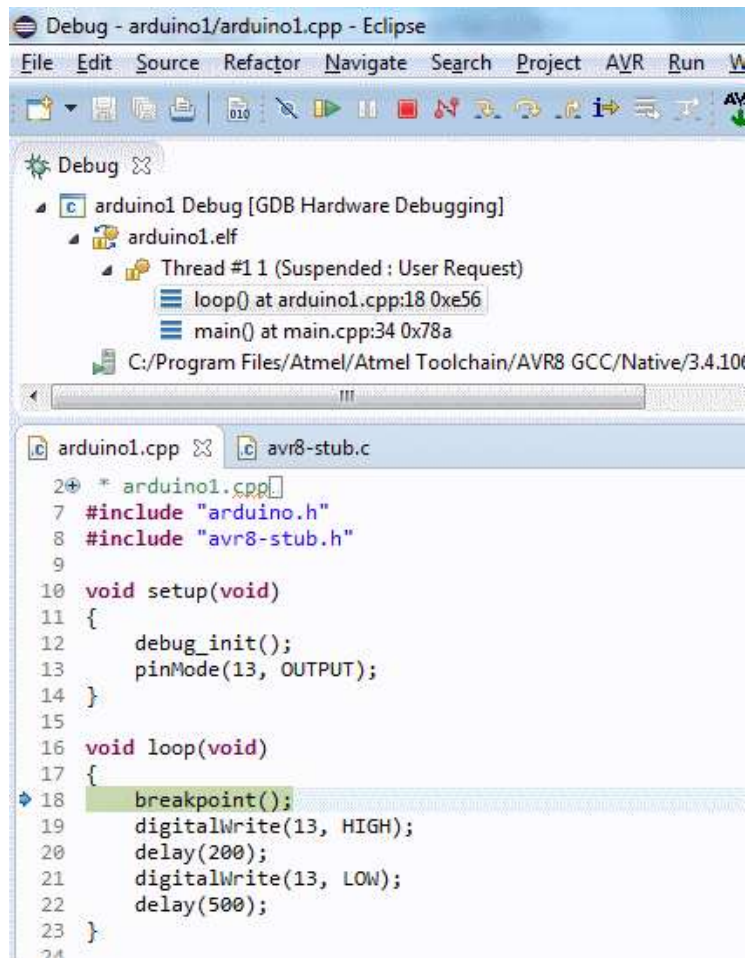 Debug - arduino1/arduino1.cpp - Eclipse
File Edit Source Refactor Navigate Search Project AVR Run W
010 i AV
Debug
c arduino1 Debug [GDB Hardware Debugging]
arduino1.elf
Thread #1 1 (Suspended : User Request)
loop() at arduino1.cpp:18 0xe56
main() at main.cpp:34 0x78a
C:/Program Files/Atmel/Atmel Toolchain/AVR8 GCC/Native/3.4.106
.c arduino1.cpp .c avr8-stub.c
2 * arduino1.cpp
7 #include "arduino.h"
8 #include "avr8-stub.h"
9
10 void setup(void)
11 {
12 debug_init();
13 pinMode(13, OUTPUT);
14 }
15
16 void loop(void)
17 {
18 breakpoint();
19 digitalWrite(13, HIGH);
20 delay(200);
21 digitalWrite(13, LOW);
22 delay(500);
23 }
24